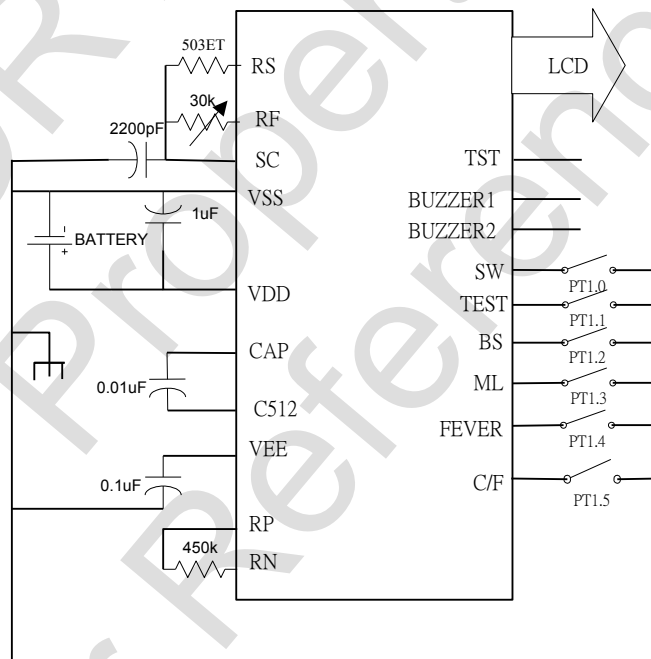 503ET
RS
LCD
30k
RF
2200pF
SC
TST
VSS
BUZZER1
1uF
BATTERY
BUZZER2
SW
PT1.0
VDD
TEST
PT1.1
BS
CAP
PT1.2
ML
0.01uF
PT1.3
C512
FEVER
VEE
PT1.4
0.1uF
C/F
PT1.5
RP
450k
RN
Proper
Referenc